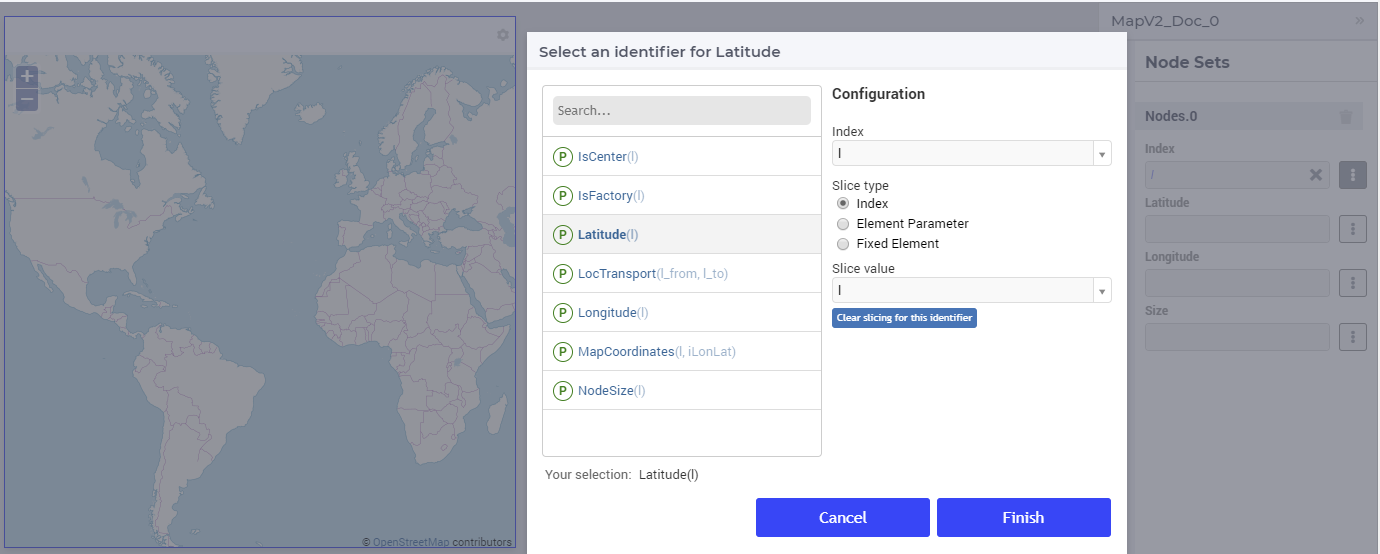 +
−
© OpenStreetMap contributors
Select an identifier for Latitude
Search...
P IsCenter(l)
P IsFactory(l)
P Latitude(l)
P LocTransport(l_from, l_to)
P Longitude(l)
P MapCoordinates(l, iLonLat)
P NodeSize(l)
Your selection: Latitude(l)
Configuration
Index
l
Slice type
Index
Element Parameter
Fixed Element
Slice value
l
Clear slicing for this identifier
Cancel
Finish
MapV2_Doc_0 »
Node Sets
Nodes.0
Index
l
Latitude
Longitude
Size